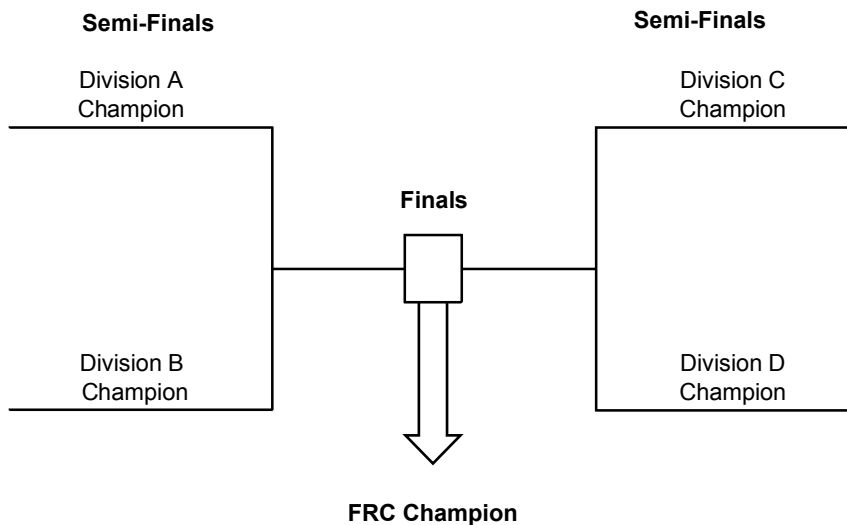 Semi-Finals
Semi-Finals
Division A
Champion
Division C
Champion
Finals
Division B
Champion
Division D
Champion
FRC Champion